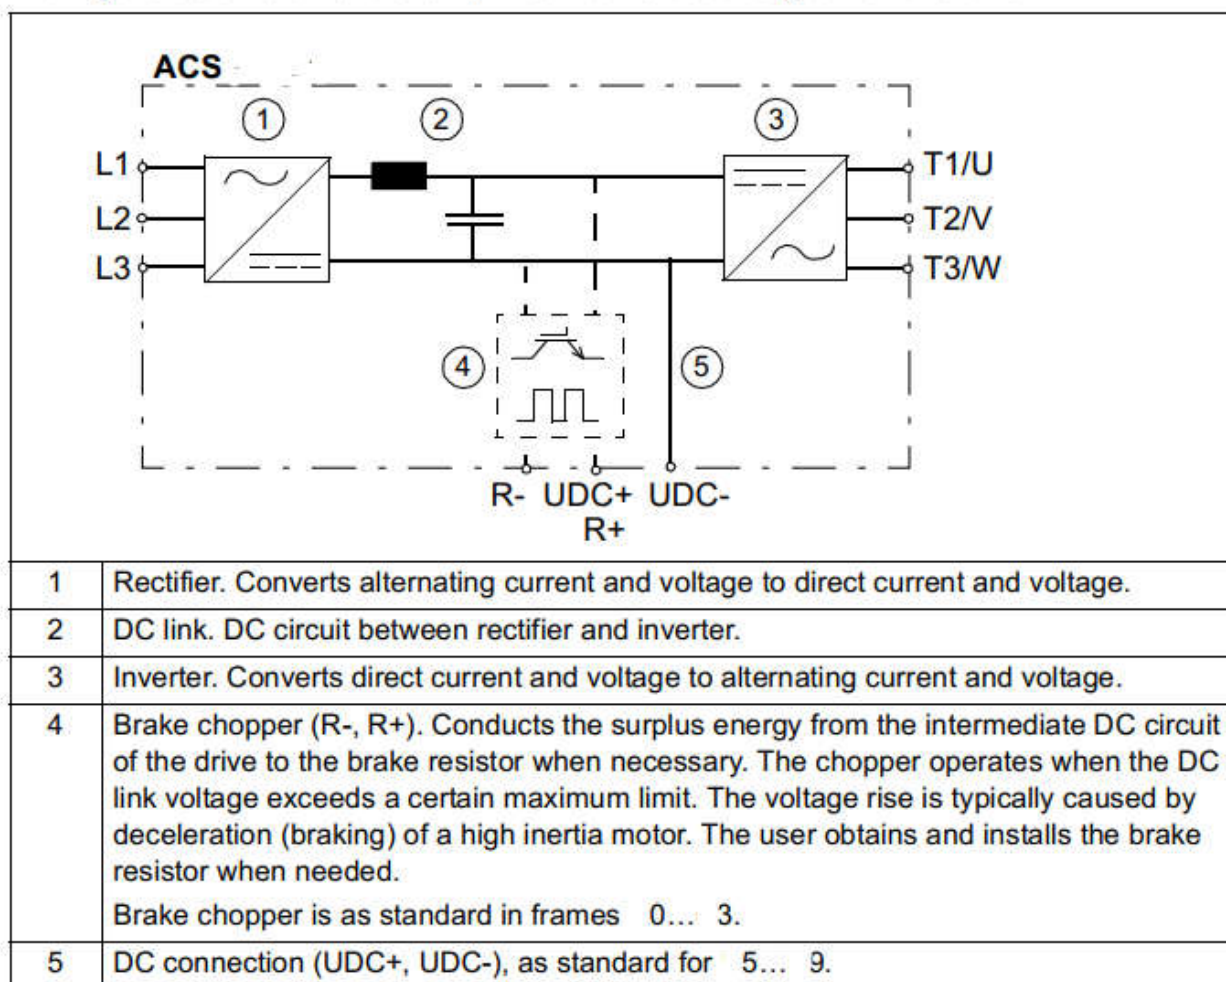 ACS
1
2
3
L1
T1/U
L2
T2/V
L3
T3/W
4
5
R- UDC+ UDC-
R+
1 Rectifier. Converts alternating current and voltage to direct current and voltage.
2 DC link. DC circuit between rectifier and inverter.
3 Inverter. Converts direct current and voltage to alternating current and voltage.
4 Brake chopper (R-, R+). Conducts the surplus energy from the intermediate DC circuit
of the drive to the brake resistor when necessary. The chopper operates when the DC
link voltage exceeds a certain maximum limit. The voltage rise is typically caused by
deceleration (braking) of a high inertia motor. The user obtains and installs the brake
resistor when needed.
Brake chopper is as standard in frames 0… 3.
5 DC connection (UDC+, UDC-), as standard for 5… 9.